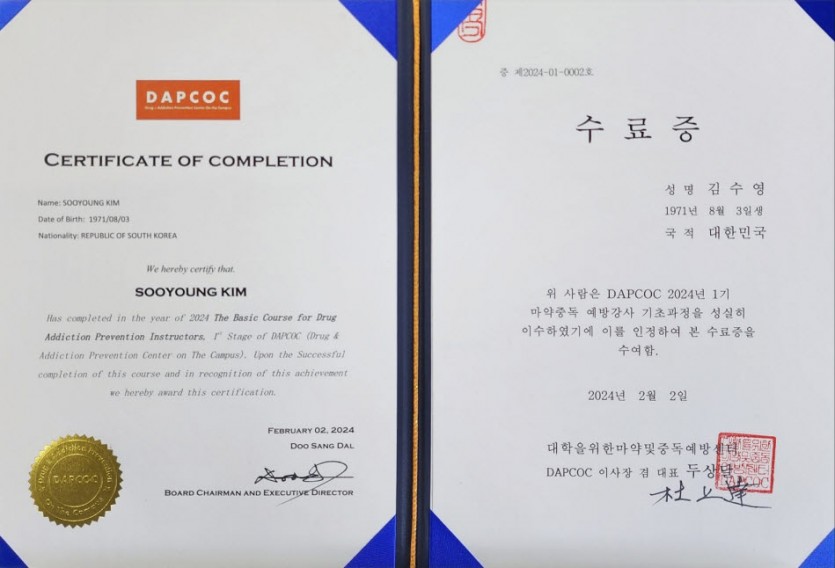 DAPCOC
Drug & Addiction Prevention Center On the Campus
CERTIFICATE OF COMPLETION
Name: SOOYOUNG KIM
Date of Birth: 1971/08/03
Nationality: REPUBLIC OF SOUTH KOREA
We hereby certify that.
SOOYOUNG KIM
Has completed in the year of 2024 The Basic Course for Drug
Addiction Prevention Instructors, 1st Stage of DAPCOC (Drug &
Addiction Prevention Center on The Campus). Upon the Successful
completion of this course and in recognition of this achievement
we hereby award this certification.
FEBRUARY 02, 2024
DOO SANG DAL
BOARD CHAIRMAN AND EXECUTIVE DIRECTOR
DAPCOC
On the Campus
증 제2024-01-0002호
수 료 증
성 명 김 수 영
1971년 8월 3일생
국 적 대한민국
위 사람은 DAPCOC 2024년 1기
마약중독 예방강사 기초과정을 성실히
이수하였기에 이를 인정하여 본 수료증을
수여함.
2024년 2월 2일
대학을위한마약및중독예방센터
DAPCOC 이사장 겸 대표 두상달